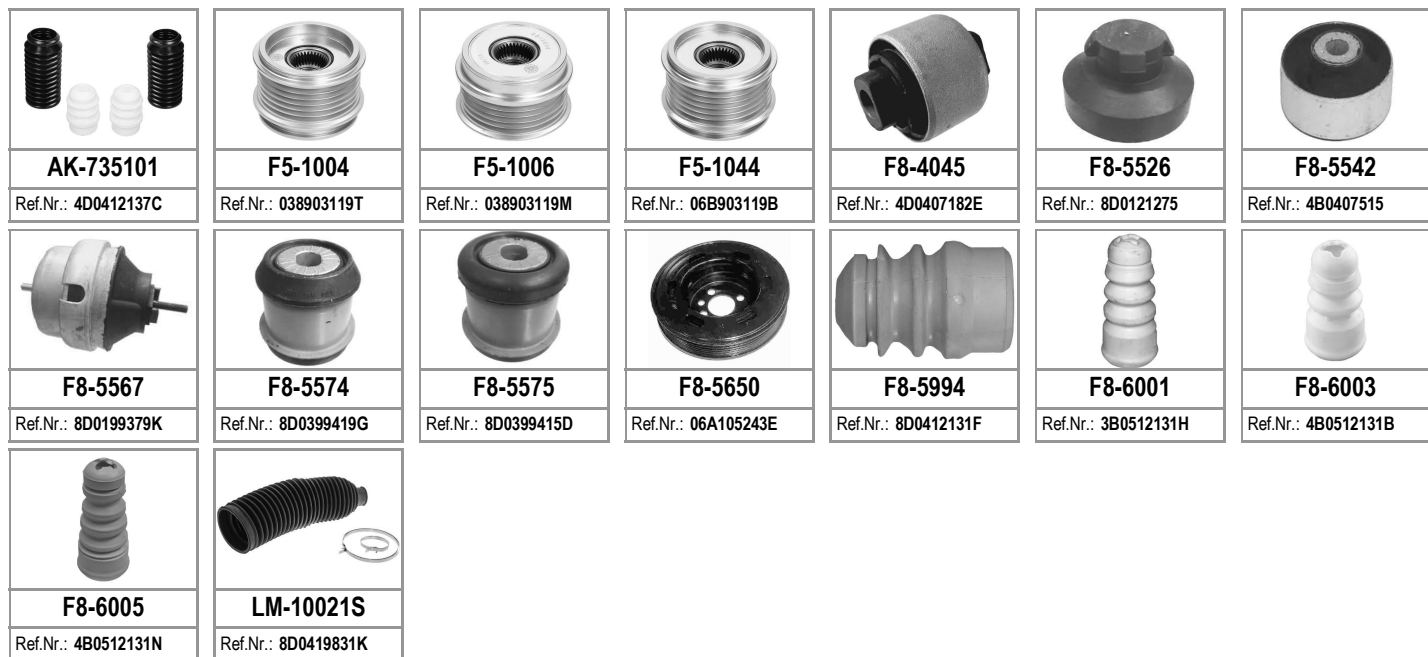 AK-735101
Ref.Nr.: 4D0412137C
F5-1004
Ref.Nr.: 038903119T
F5-1006
Ref.Nr.: 038903119M
F5-1044
Ref.Nr.: 06B903119B
F8-4045
Ref.Nr.: 4D0407182E
F8-5526
Ref.Nr.: 8D0121275
F8-5542
Ref.Nr.: 4B0407515
F8-5567
Ref.Nr.: 8D0199379K
F8-5574
Ref.Nr.: 8D0399419G
F8-5575
Ref.Nr.: 8D0399415D
F8-5650
Ref.Nr.: 06A105243E
F8-5994
Ref.Nr.: 8D0412131F
F8-6001
Ref.Nr.: 3B0512131H
F8-6003
Ref.Nr.: 4B0512131B
F8-6005
Ref.Nr.: 4B0512131N
LM-10021S
Ref.Nr.: 8D0419831K